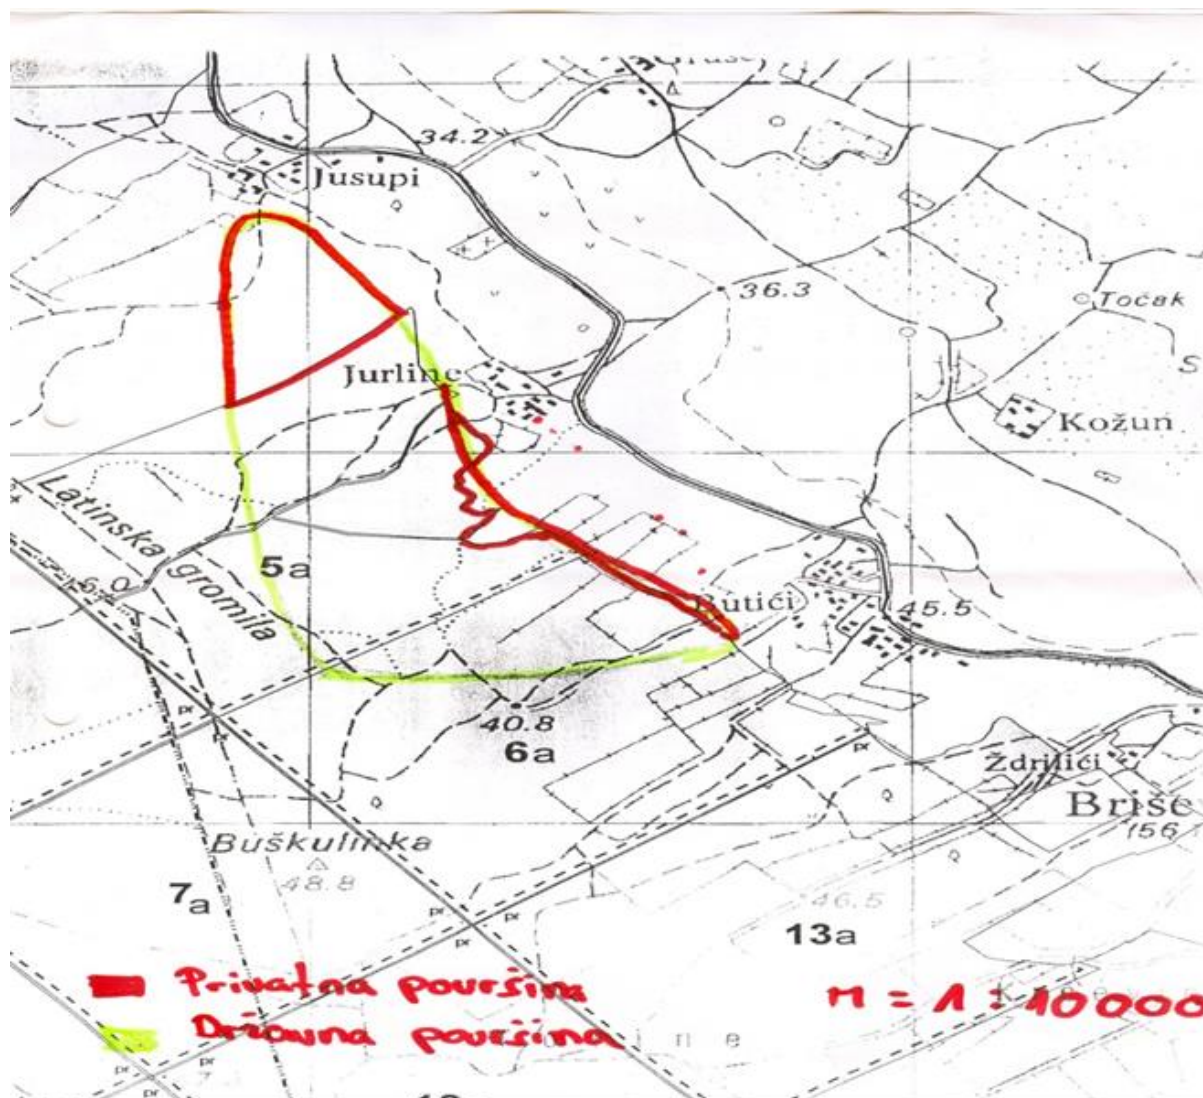 34.2
Jusupi
36.3
Točak
S
Jurline
Kožun
Latinska
gromila
5a
Butići
45.5
40.8
6a
Ždrilići
Briše
156
Buškulinka
48.8
7a
46.5
13a
Privatna površina
M = 1 : 10000
Državna površina